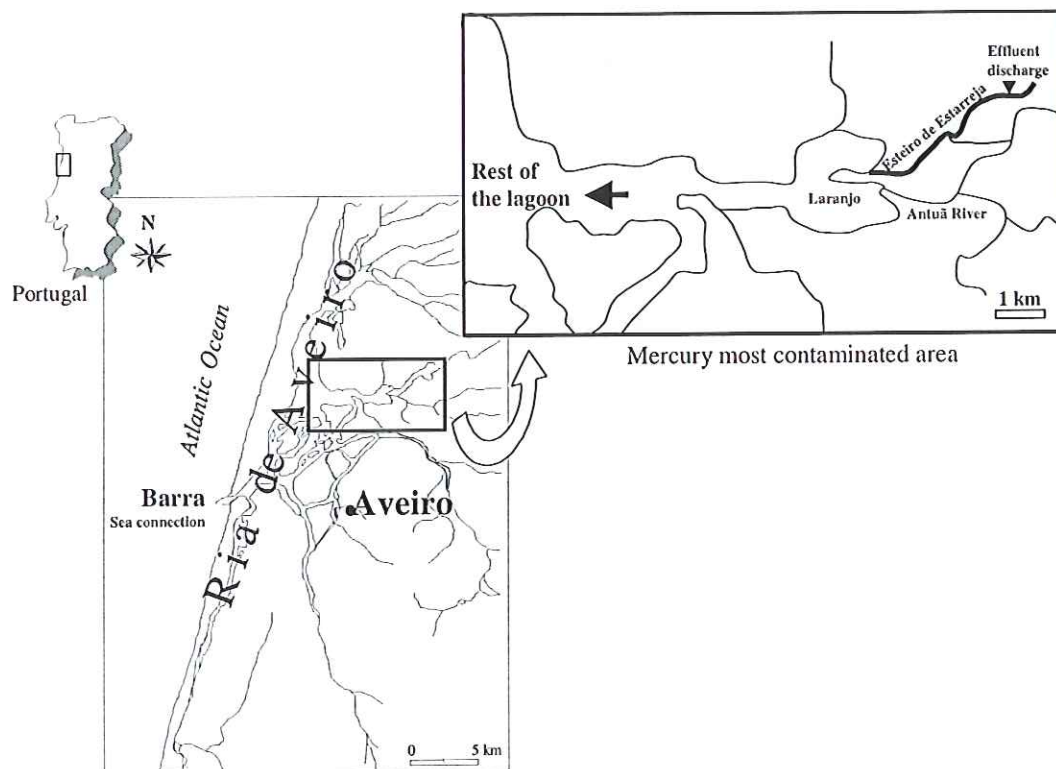 Effluent
discharge
Esteiro de Estarreja
Rest of
the lagoon
Laranjo
Antuã River
1 km
Mercury most contaminated area
N
Portugal
Atlantic Ocean
Ria de Aveiro
Barra
Sea connection
Aveiro
0 5 km